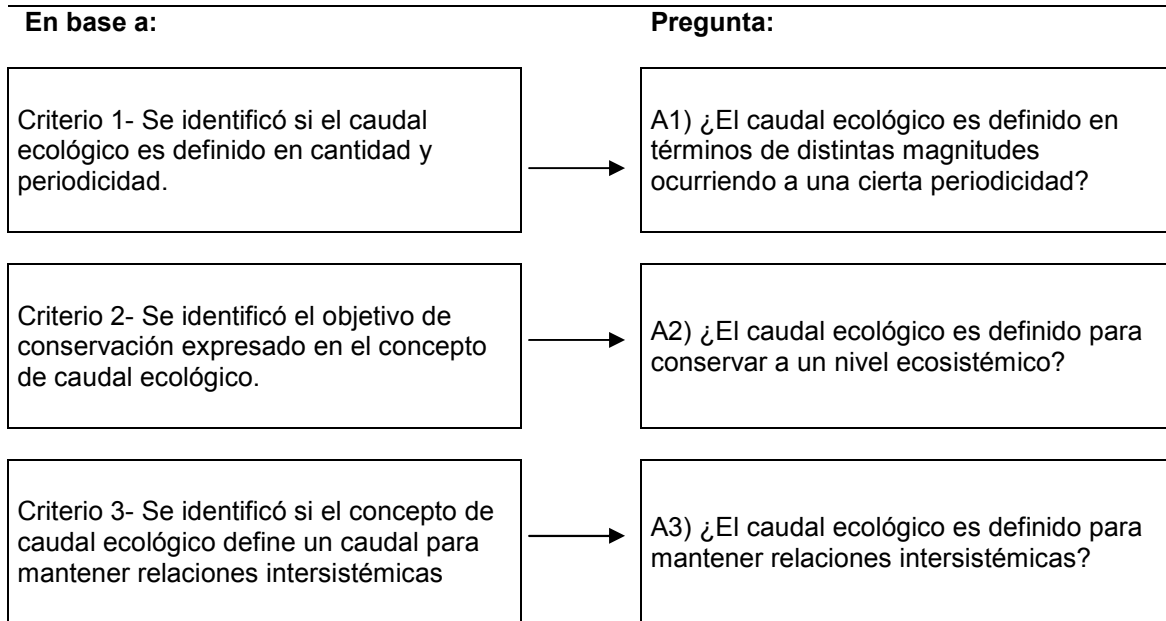 En base a:
Pregunta:
Criterio 1- Se identificó si el caudal
ecológico es definido en cantidad y
periodicidad.
A1) ¿El caudal ecológico es definido en
términos de distintas magnitudes
ocurriendo a una cierta periodicidad?
Criterio 2- Se identificó el objetivo de
conservación expresado en el concepto
de caudal ecológico.
A2) ¿El caudal ecológico es definido para
conservar a un nivel ecosistémico?
Criterio 3- Se identificó si el concepto de
caudal ecológico define un caudal para
mantener relaciones intersistémicas
A3) ¿El caudal ecológico es definido para
mantener relaciones intersistémicas?